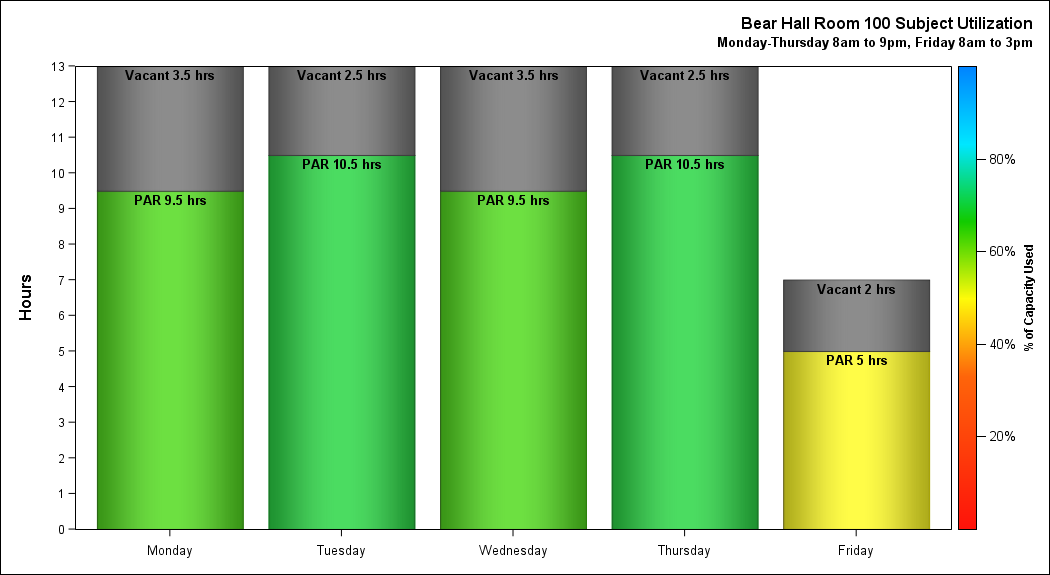 Bear Hall Room 100 Subject Utilization
Monday-Thursday 8am to 9pm, Friday 8am to 3pm
Hours
13
12
11
10
9
8
7
6
5
4
3
2
1
0
Vacant 3.5 hrs
PAR 9.5 hrs
Vacant 2.5 hrs
PAR 10.5 hrs
Vacant 3.5 hrs
PAR 9.5 hrs
Vacant 2.5 hrs
PAR 10.5 hrs
Vacant 2 hrs
PAR 5 hrs
Monday
Tuesday
Wednesday
Thursday
Friday
80%
60%
40%
20%
% of Capacity Used